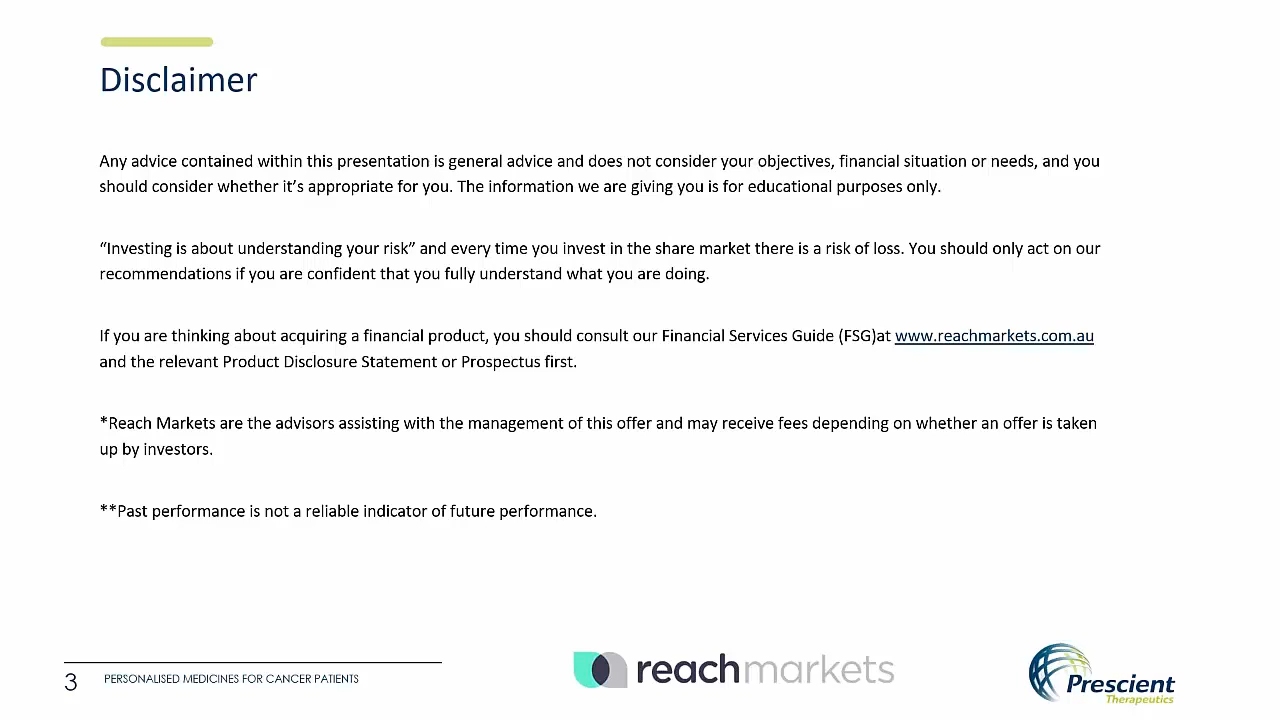 Disclaimer
Any advice contained within this presentation is general advice and does not consider your objectives, financial situation or needs, and you
should consider whether it’s appropriate for you. The information we are giving you is for educational purposes only.
“Investing is about understanding your risk” and every time you invest in the share market there is a risk of loss. You should only act on our
recommendations if you are confident that you fully understand what you are doing.
If you are thinking about acquiring a financial product, you should consult our Financial Services Guide (FSG)at www.reachmarkets.com.au
and the relevant Product Disclosure Statement or Prospectus first.
*Reach Markets are the advisors assisting with the management of this offer and may receive fees depending on whether an offer is taken
up by investors.
**Past performance is not a reliable indicator of future performance.
3 PERSONALISED MEDICINES FOR CANCER PATIENTS
reachmarkets
Prescient
Therapeutics